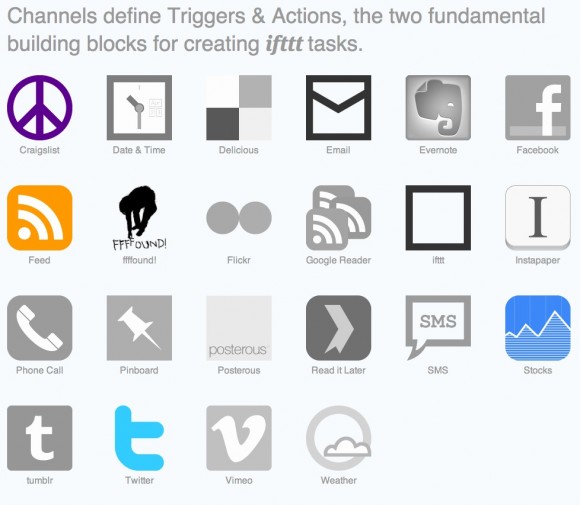 Channels define Triggers & Actions, the two fundamental
building blocks for creating ifttt tasks.
Craigslist
Date & Time
Delicious
Email
Evernote
f
Facebook
Feed
FFFFOUND!
ffffound!
Flickr
Google Reader
ifttt
I
Instapaper
Phone Call
Pinboard
posterous
Posterous
Read it Later
SMS
SMS
Stocks
t
tumblr
t
Twitter
v
Vimeo
Weather